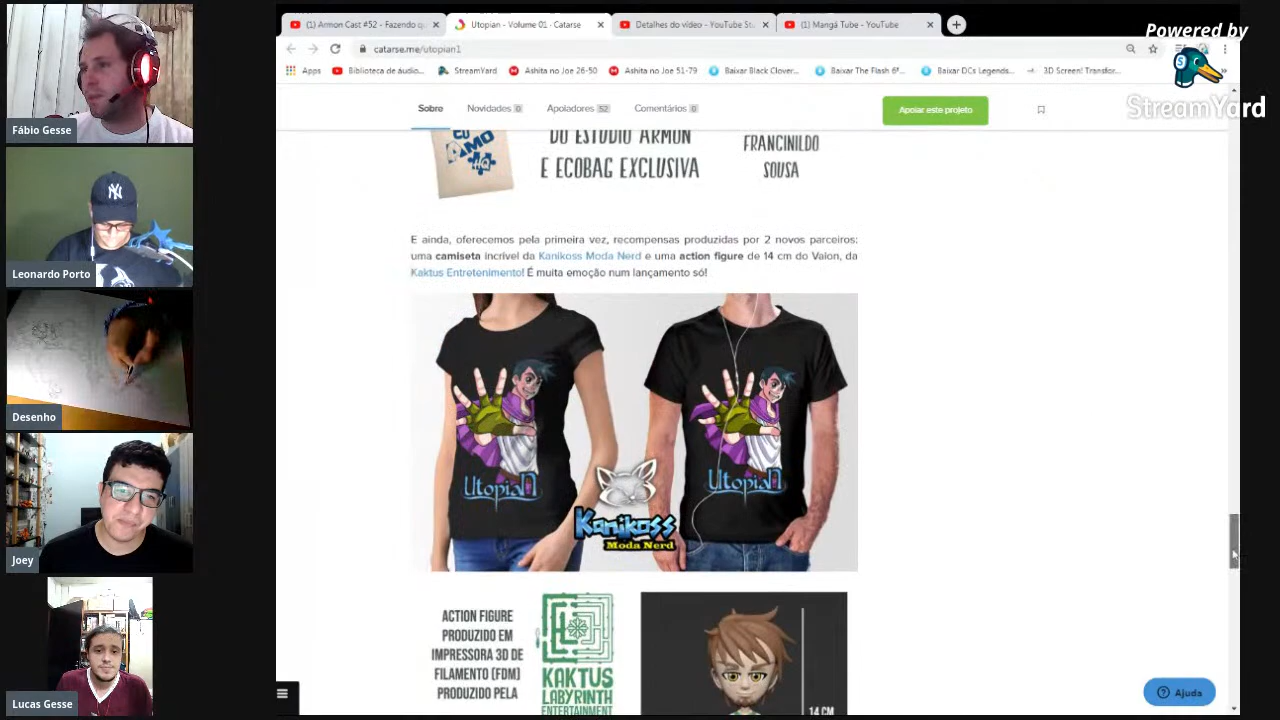 (1) Armon Cast #52 - Fazendo q
Utopian - Volume 01 · Catarse
Detalhes do vídeo - YouTube St
(1) Mangá Tube - YouTube
catarse.me/utopian1
Apps
Biblioteca de áudio...
StreamYard
Ashita no Joe 26-50
Ashita no Joe 51-79
Baixar Black Clover...
Baixar The Flash 6ª...
Baixar DCs Legends...
3D Screen! Transfor...
Powered by
StreamYard
Sobre
Novidades 0
Apoiadores 52
Comentários 0
Apoiar este projeto
EU
AMO
HQ
DO ESTÚDIO ARMON
E ECOBAG EXCLUSIVA
FRANCINILDO
SOUSA
E ainda, oferecemos pela primeira vez, recompensas produzidas por 2 novos parceiros:
uma camiseta incrível da Kanikoss Moda Nerd e uma action figure de 14 cm do Vaion, da
Kaktus Entretenimento! É muita emoção num lançamento só!
Utopian
Utopian
Kanikoss
Moda Nerd
ACTION FIGURE
PRODUZIDO EM
IMPRESSORA 3D DE
FILAMENTO (FDM)
PRODUZIDO PELA
KAKTUS
LABYRINTH
ENTERTAINMENT
14 CM
Ajuda
Fábio Gesse
NY
Leonardo Porto
Desenho
Joey
Lucas Gesse